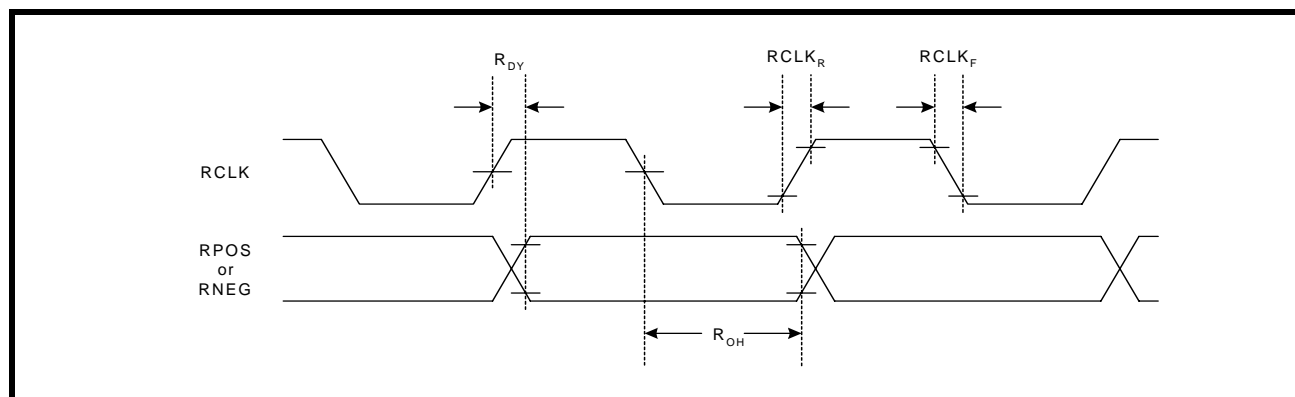 R_DY
RCLK_R
RCLK_F
RCLK
RPOS
or
RNEG
R_OH